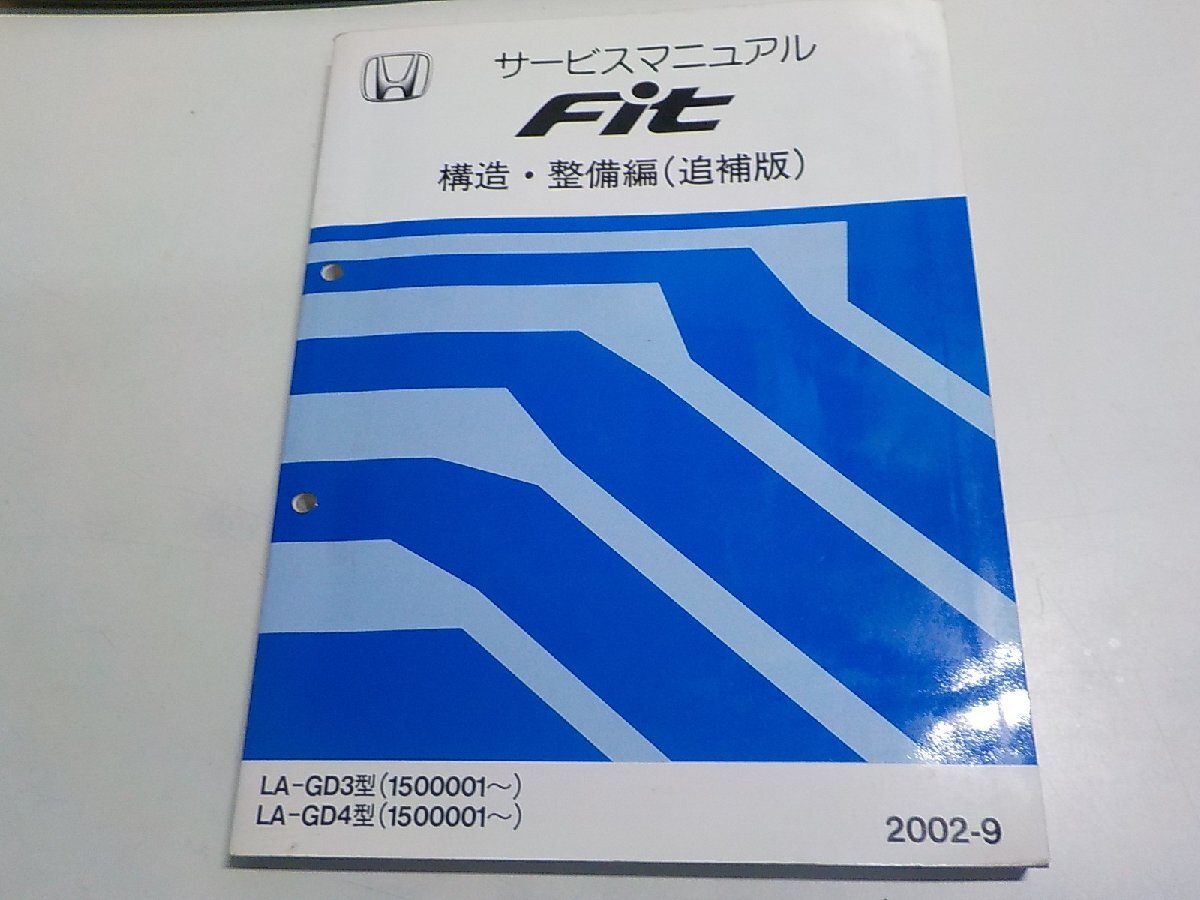 サービスマニュアル
Fit
構造・整備編(追補版)
LA-GD3型(1500001～)
LA-GD4型(1500001～)
2002-9